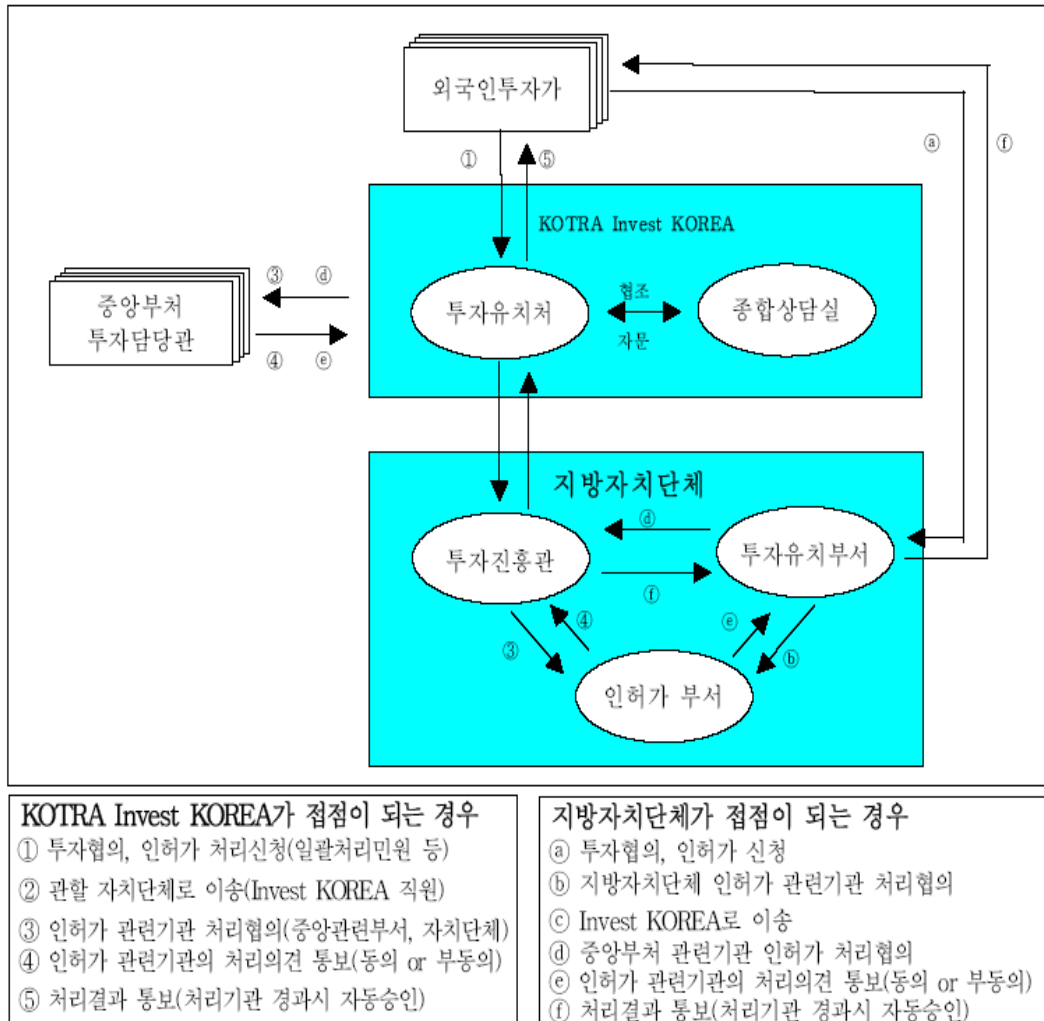 외국인투자가
① ⑤
ⓐ ⓕ
KOTRA Invest KOREA
③ ⓓ
중앙부처
투자담당관
④ ⓔ
투자유치처
협조
자문
종합상담실
지방자치단체
ⓓ
투자진흥관
투자유치부서
ⓕ
④ ⓔ
③ ⓑ
인허가 부서
KOTRA Invest KOREA가 접점이 되는 경우
① 투자협의, 인허가 처리신청(일괄처리민원 등)
② 관할 자치단체로 이송(Invest KOREA 직원)
③ 인허가 관련기관 처리협의(중앙관련부서, 자치단체)
④ 인허가 관련기관의 처리의견 통보(동의 or 부동의)
⑤ 처리결과 통보(처리기관 경과시 자동승인)
지방자치단체가 접점이 되는 경우
ⓐ 투자협의, 인허가 신청
ⓑ 지방자치단체 인허가 관련기관 처리협의
ⓒ Invest KOREA로 이송
ⓓ 중앙부처 관련기관 인허가 처리협의
ⓔ 인허가 관련기관의 처리의견 통보(동의 or 부동의)
ⓕ 처리결과 통보(처리기관 경과시 자동승인)